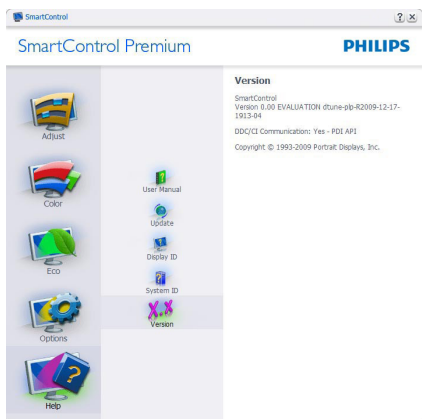 SmartControl
? x
SmartControl Premium
PHILIPS
Adjust
Color
Eco
Options
Help
User Manual
Update
Display ID
System ID
X.X
Version
Version
SmartControl
Version 0.00 EVALUATION dtune-plp-R2009-12-17-
1913-04
DDC/CI Communication: Yes - PDI API
Copyright © 1993-2009 Portrait Displays, Inc.